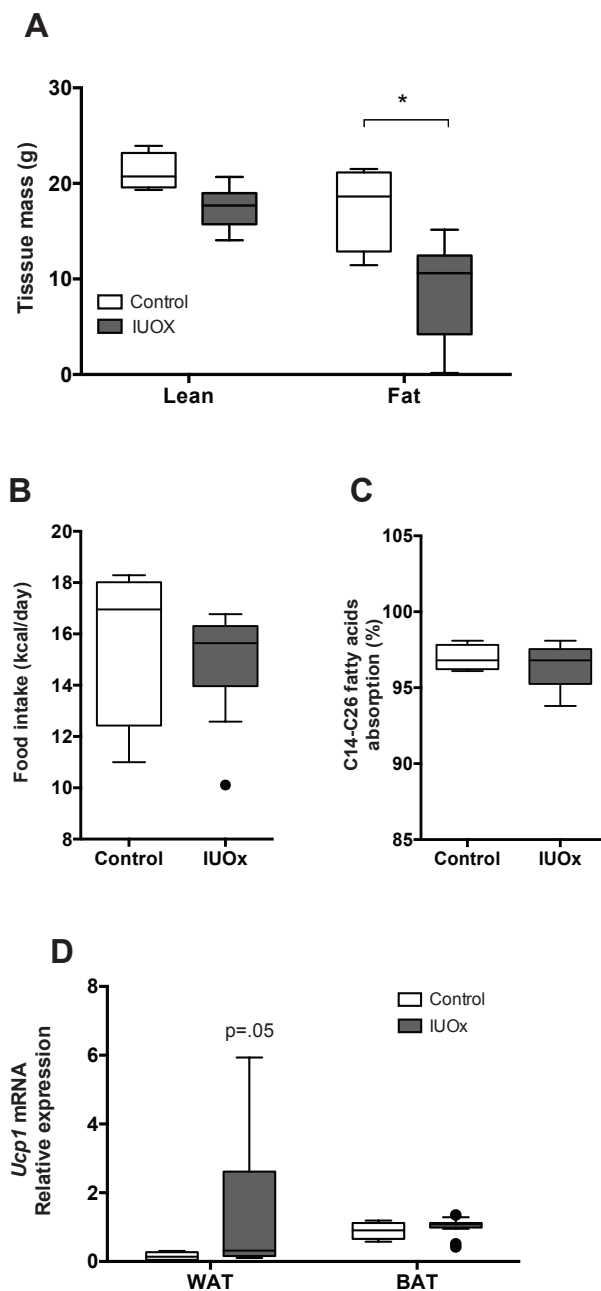 A
Tisssue mass (g)
30
20
10
0
*
Control
IUOX
Lean
Fat
B
Food intake (kcal/day)
20
18
16
14
12
10
8
Control
IUOx
C
C14-C26 fatty acids
absorption (%)
105
100
95
90
85
Control
IUOx
D
Ucp1 mRNA
Relative expression
8
6
4
2
0
p=.05
Control
IUOx
WAT
BAT